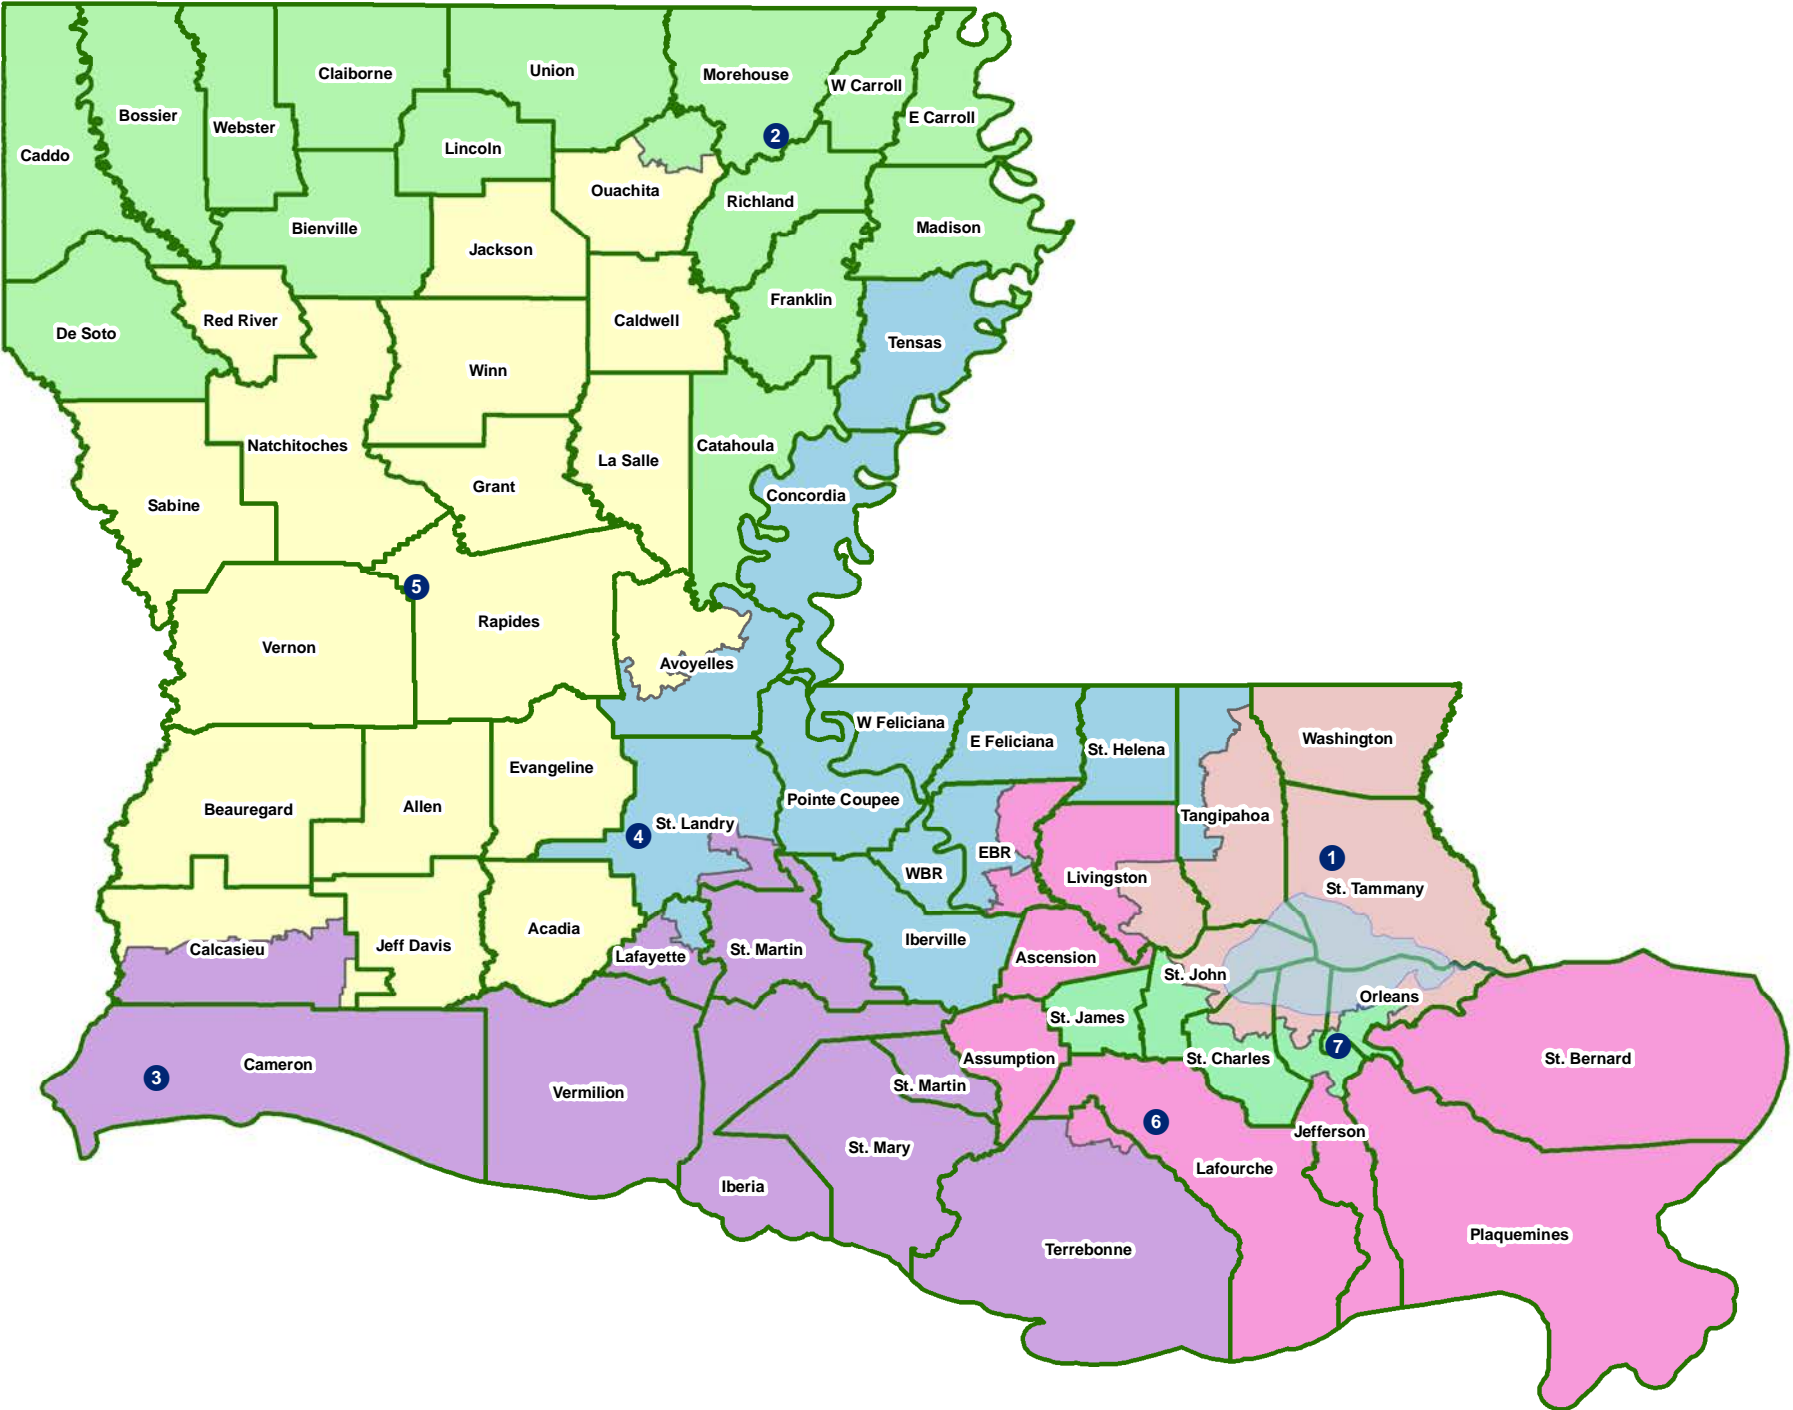 Claiborne
Union
Morehouse
W Carroll
Bossier
Webster
E Carroll
2
Caddo
Lincoln
Ouachita
Richland
Bienville
Madison
Jackson
Franklin
Red River
Caldwell
De Soto
Tensas
Winn
Natchitoches
Catahoula
La Salle
Grant
Concordia
Sabine
5
Rapides
Vernon
Avoyelles
W Feliciana
Washington
E Feliciana
St. Helena
Evangeline
Pointe Coupee
Allen
Beauregard
Tangipahoa
St. Landry
4
EBR
1
WBR
Livingston
St. Tammany
Acadia
Iberville
Jeff Davis
Calcasieu
St. Martin
Lafayette
Ascension
St. John
Orleans
St. James
7
Assumption
St. Charles
St. Bernard
Cameron
3
St. Martin
Vermilion
6
Jefferson
St. Mary
Lafourche
Iberia
Plaquemines
Terrebonne